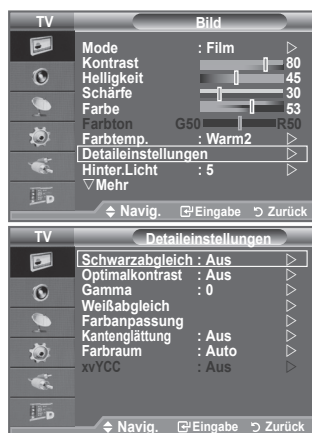 TV Bild
Mode : Film
Kontrast 80
Helligkeit 45
Schärfe 30
Farbe 53
Farbton G50 R50
Farbtemp. : Warm2
Detaileinstellungen
Hinter.Licht : 5
▽Mehr
Navig. Eingabe Zurück
TV Detaileinstellungen
Schwarzabgleich : Aus
Optimalkontrast : Aus
Gamma : 0
Weißabgleich
Farbanpassung
Kantenglättung : Aus
Farbraum : Auto
xvYCC : Aus
Navig. Eingabe Zurück